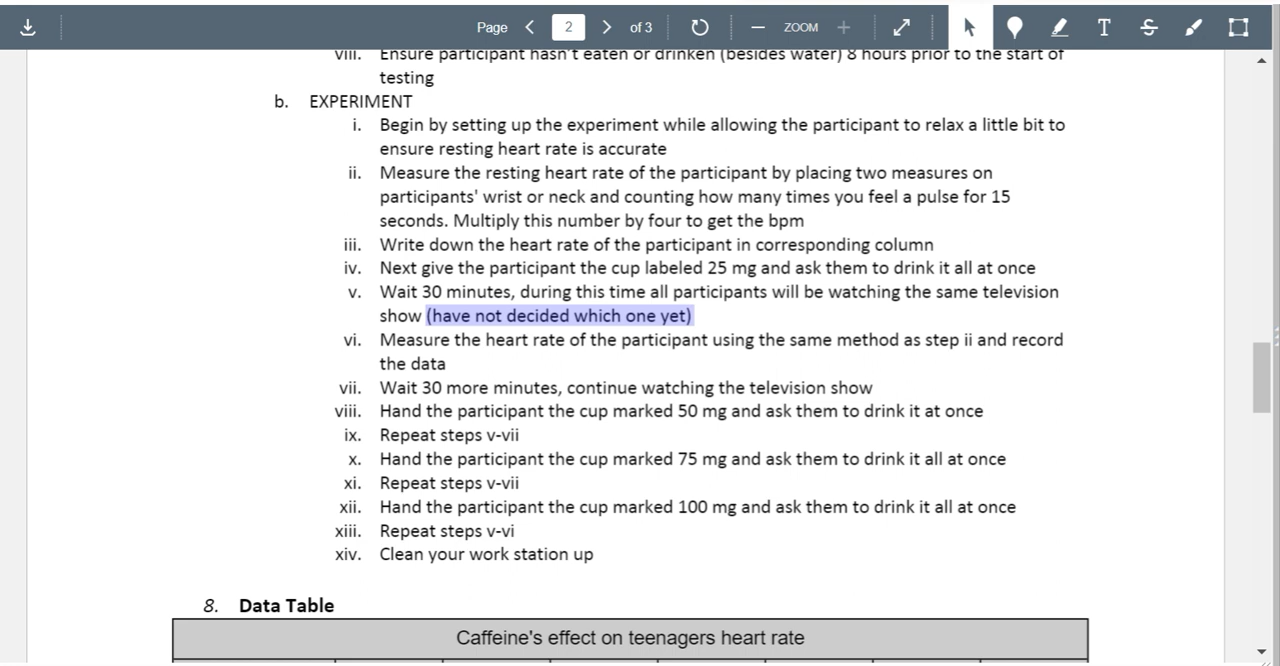 Page 2 of 3 ZOOM T S
viii. Ensure participant hasn't eaten or drinken (besides water) 8 hours prior to the start of
testing
b. EXPERIMENT
i. Begin by setting up the experiment while allowing the participant to relax a little bit to
ensure resting heart rate is accurate
ii. Measure the resting heart rate of the participant by placing two measures on
participants' wrist or neck and counting how many times you feel a pulse for 15
seconds. Multiply this number by four to get the bpm
iii. Write down the heart rate of the participant in corresponding column
iv. Next give the participant the cup labeled 25 mg and ask them to drink it all at once
v. Wait 30 minutes, during this time all participants will be watching the same television
show (have not decided which one yet)
vi. Measure the heart rate of the participant using the same method as step ii and record
the data
vii. Wait 30 more minutes, continue watching the television show
viii. Hand the participant the cup marked 50 mg and ask them to drink it at once
ix. Repeat steps v-vii
x. Hand the participant the cup marked 75 mg and ask them to drink it all at once
xi. Repeat steps v-vii
xii. Hand the participant the cup marked 100 mg and ask them to drink it all at once
xiii. Repeat steps v-vi
xiv. Clean your work station up
8. Data Table
Caffeine's effect on teenagers heart rate